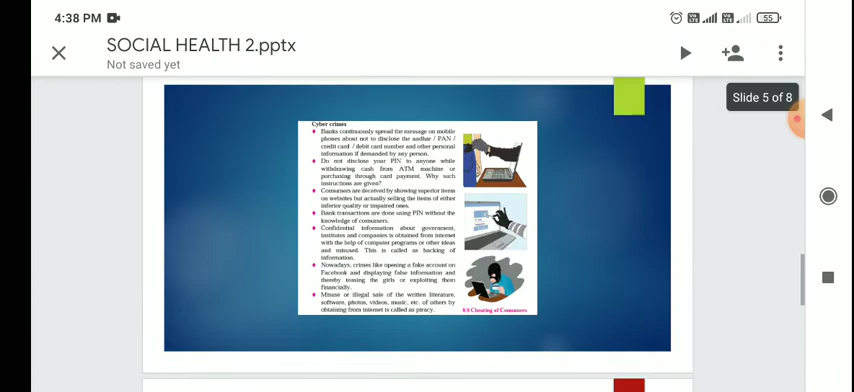 4:38 PM
55
SOCIAL HEALTH 2.pptx
Not saved yet
Slide 5 of 8
Cyber crimes
Banks continuously spread the message on mobile
phones about not to disclose the aadhar / PAN /
credit card / debit card number and other personal
information if demanded by any person.
Do not disclose your PIN to anyone while
withdrawing cash from ATM machine or
purchasing through card payment. Why such
instructions are given?
Comsumers are deceived by showing superior items
on websites but actually selling the items of either
inferior quality or impaired ones.
Bank transactions are done using PIN without the
knowledge of comsumers.
Confidential information about government,
institutes and companies is obtained from internet
with the help of computer programs or other ideas
and misused. This is called as hacking of
information.
Nowadays, crimes like opening a fake account on
Facebook and displaying false information and
thereby teasing the girls or exploiting them
financially.
Misuse or illegal sale of the written literature,
software, photos, videos, music, etc. of others by
obtaining from internet is called as piracy.
9.8 Cheating of Comsumers